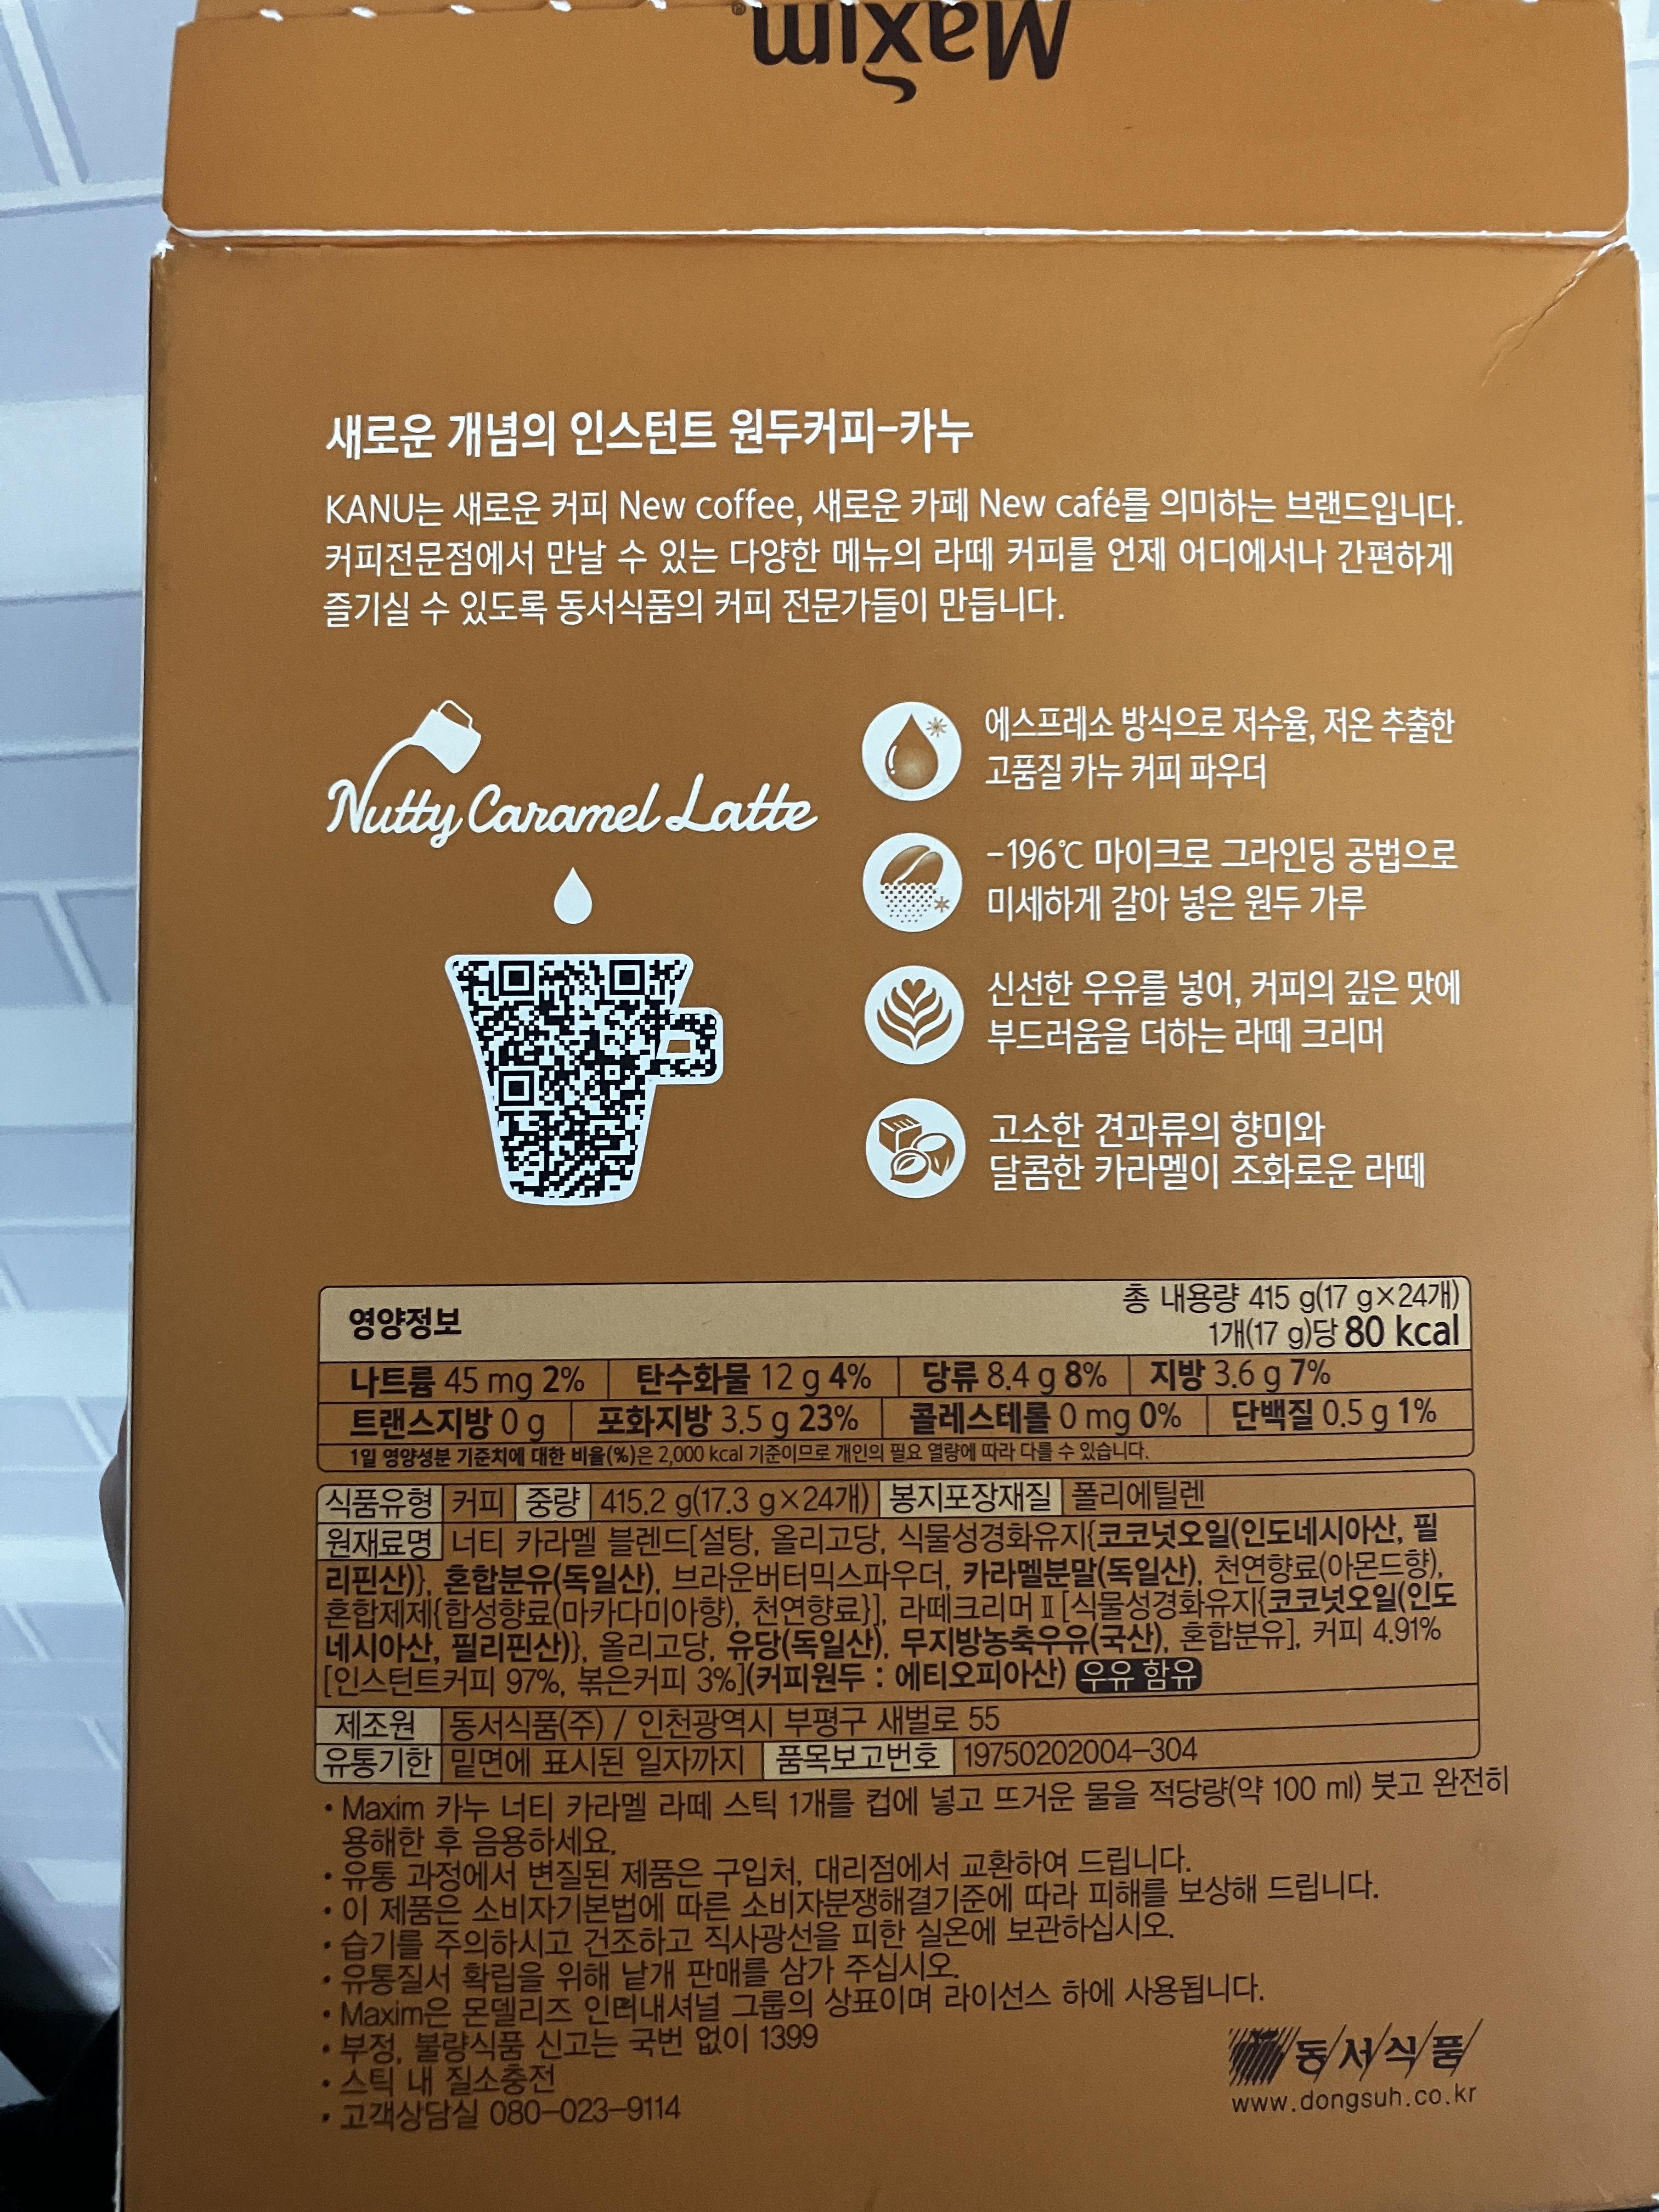 Maxim
새로운 개념의 인스턴트 원두커피-카누
KANU는 새로운 커피 New coffee, 새로운 카페 New café를 의미하는 브랜드입니다.
커피전문점에서 만날 수 있는 다양한 메뉴의 라떼 커피를 언제 어디에서나 간편하게
즐기실 수 있도록 동서식품의 커피 전문가들이 만듭니다.
Nutty Caramel Latte
에스프레소 방식으로 저수율, 저온 추출한
고품질 카누 커피 파우더
-196℃ 마이크로 그라인딩 공법으로
미세하게 갈아 넣은 원두 가루
신선한 우유를 넣어, 커피의 깊은 맛에
부드러움을 더하는 라떼 크리머
고소한 견과류의 향미와
달콤한 카라멜이 조화로운 라떼
영양정보
총 내용량 415 g(17 g×24개)
1개(17 g)당 80 kcal
나트륨 45 mg 2% 탄수화물 12 g 4% 당류 8.4 g 8% 지방 3.6 g 7%
트랜스지방 0 g 포화지방 3.5 g 23% 콜레스테롤 0 mg 0% 단백질 0.5 g 1%
1일 영양성분 기준치에 대한 비율(%)은 2,000 kcal 기준이므로 개인의 필요 열량에 따라 다를 수 있습니다.
식품유형 커피 중량 415.2 g(17.3 g×24개) 봉지포장재질 폴리에틸렌
원재료명 너티 카라멜 블렌드[설탕, 올리고당, 식물성경화유지{코코넛오일(인도네시아산, 필
리핀산)}, 혼합분유(독일산), 브라운버터믹스파우더, 카라멜분말(독일산), 천연향료(아몬드향),
혼합제제{합성향료(마카다미아향), 천연향료}], 라떼크리머Ⅱ[식물성경화유지{코코넛오일(인도
네시아산, 필리핀산)}, 올리고당, 유당(독일산), 무지방농축우유(국산), 혼합분유], 커피 4.91%
[인스턴트커피 97%, 볶은커피 3%](커피원두 : 에티오피아산) 우유 함유
제조원 동서식품(주) / 인천광역시 부평구 새벌로 55
유통기한 밑면에 표시된 일자까지 품목보고번호 19750202004-304
• Maxim 카누 너티 카라멜 라떼 스틱 1개를 컵에 넣고 뜨거운 물을 적당량(약 100 ml) 붓고 완전히
용해한 후 음용하세요.
• 유통 과정에서 변질된 제품은 구입처, 대리점에서 교환하여 드립니다.
• 이 제품은 소비자기본법에 따른 소비자분쟁해결기준에 따라 피해를 보상해 드립니다.
• 습기를 주의하시고 건조하고 직사광선을 피한 실온에 보관하십시오.
• 유통질서 확립을 위해 낱개 판매를 삼가 주십시오.
• Maxim은 몬델리즈 인터내셔널 그룹의 상표이며 라이선스 하에 사용됩니다.
• 부정, 불량식품 신고는 국번 없이 1399
• 스틱 내 질소충전
• 고객상담실 080-023-9114
동서식품
www.dongsuh.co.kr